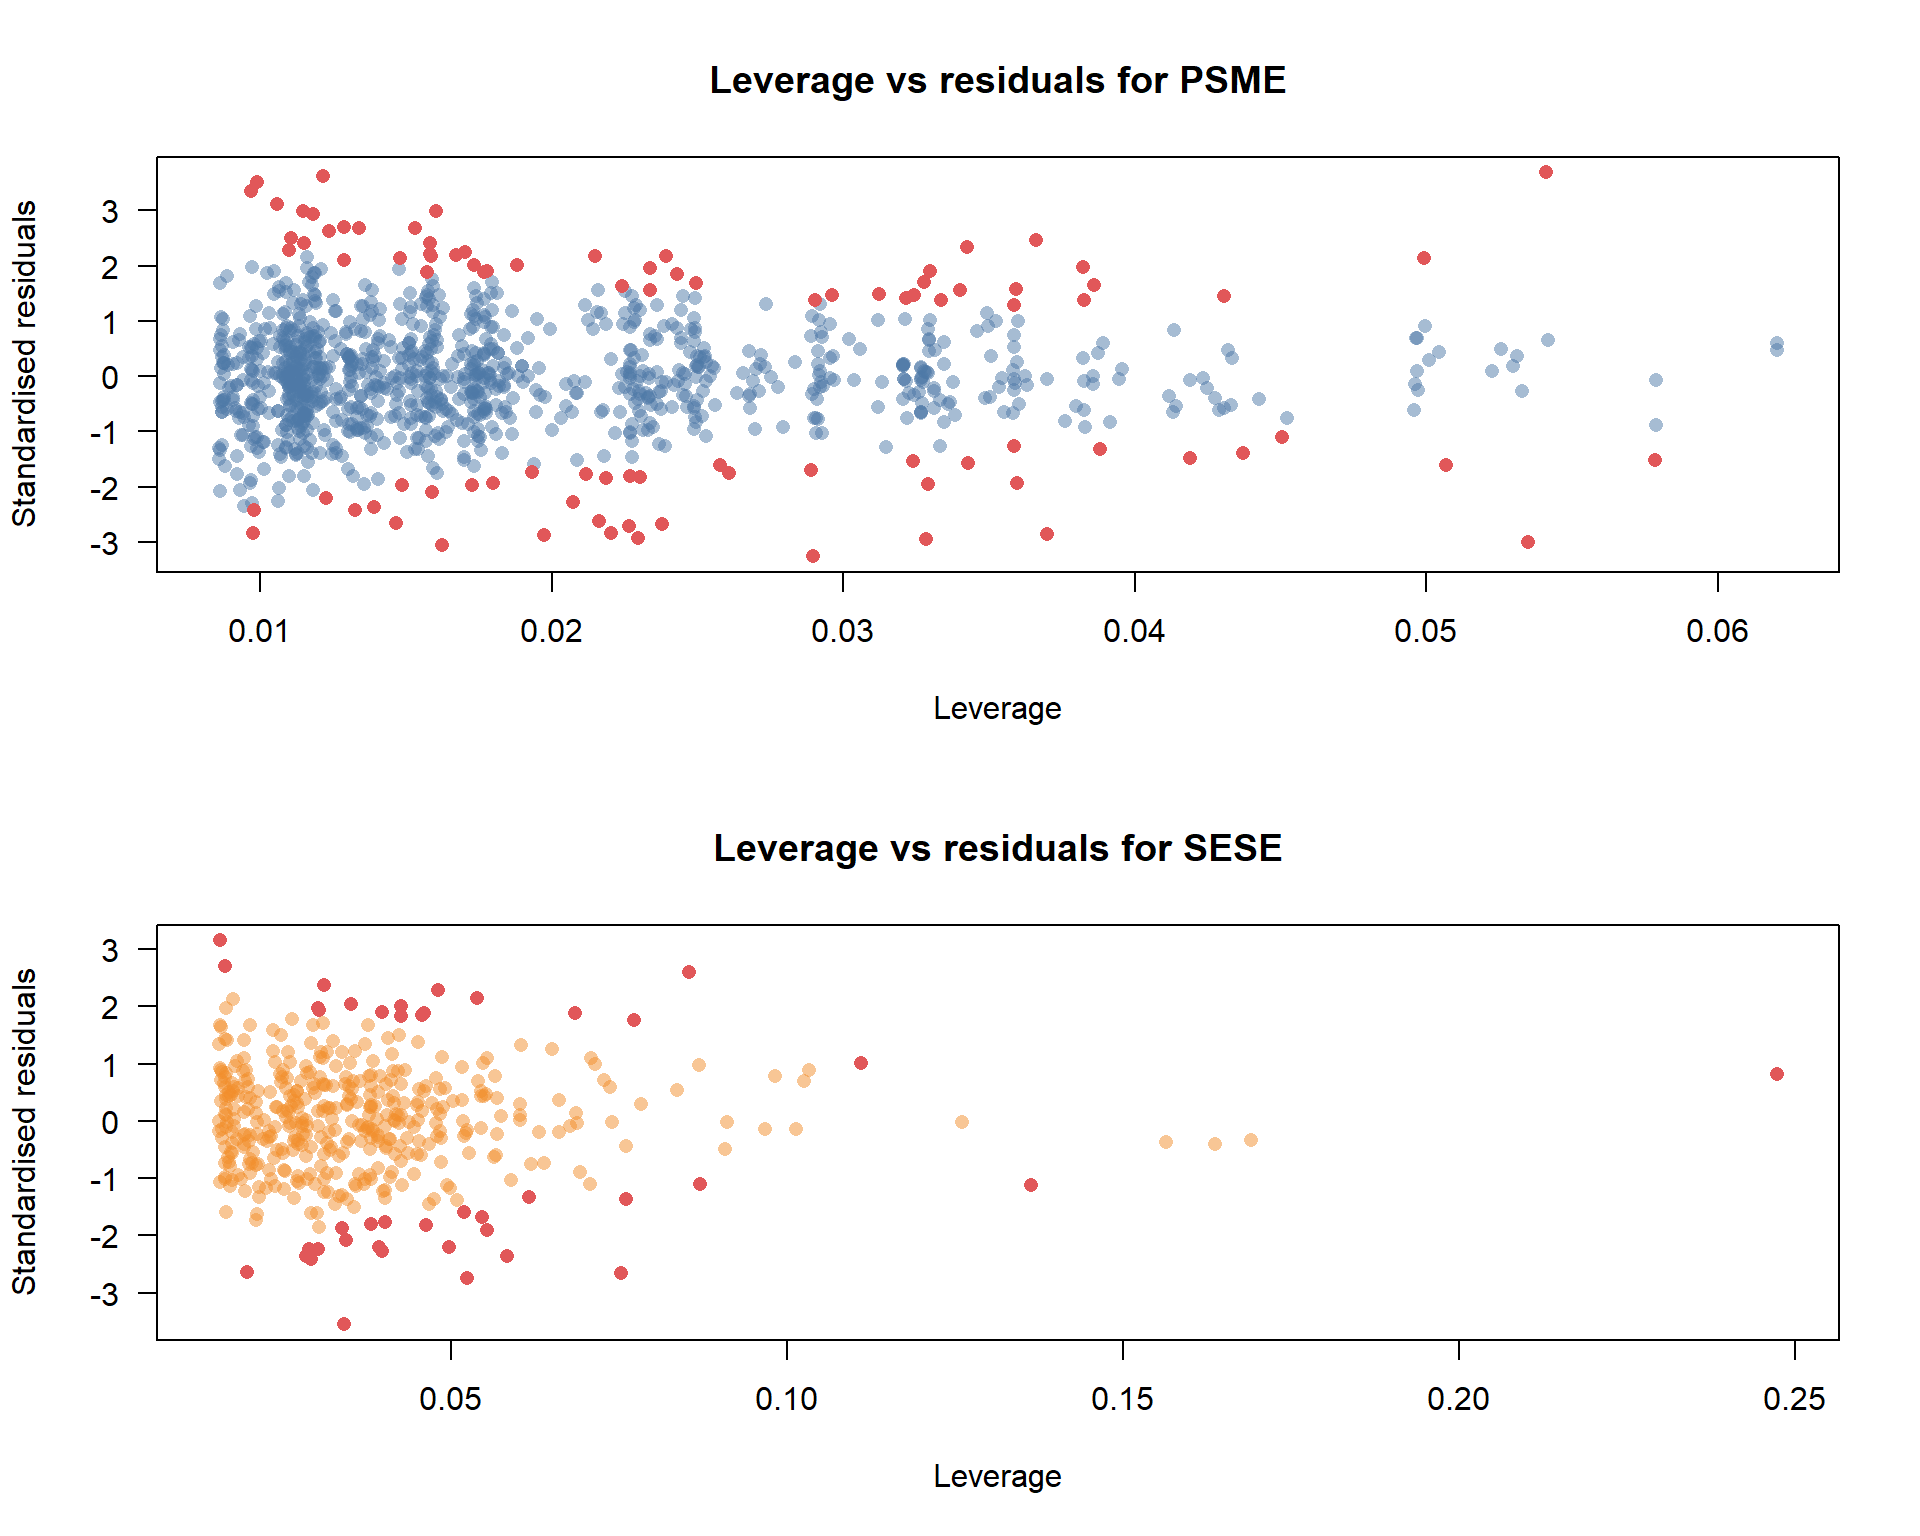 Leverage vs residuals for PSME
Standardised residuals
3
2
1
0
-1
-2
-3
0.01 0.02 0.03 0.04 0.05 0.06
Leverage
Leverage vs residuals for SESE
Standardised residuals
3
2
1
0
-1
-2
-3
0.05 0.10 0.15 0.20 0.25
Leverage